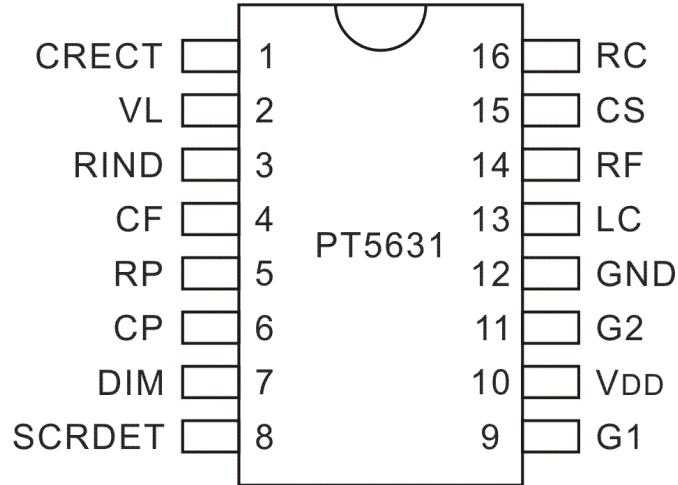 CRECT 1 16 RC
VL 2 15 CS
RIND 3 14 RF
CF 4 13 LC
PT5631
RP 5 12 GND
CP 6 11 G2
DIM 7 10 VDD
SCRDET 8 9 G1